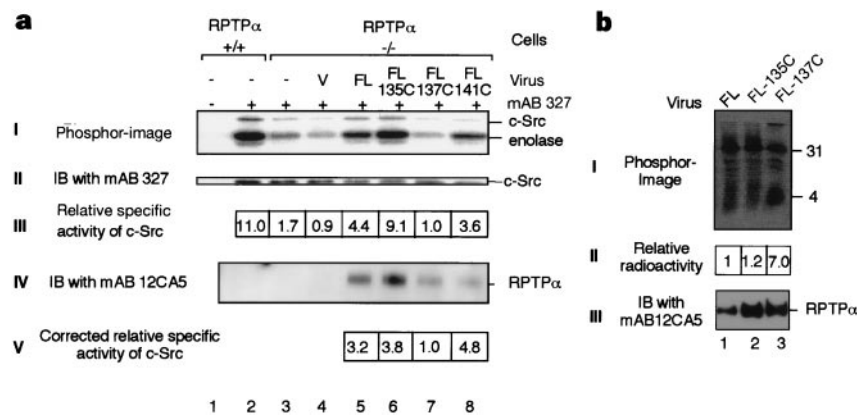 a
RPTPα +/+
RPTPα -/-
Cells
- - - V FL FL 135C FL 137C FL 141C Virus
- + + + + + + + mAB 327
I Phosphor-image
c-Src
enolase
II IB with mAB 327 c-Src
III Relative specific activity of c-Src 11.0 1.7 0.9 4.4 9.1 1.0 3.6
IV IB with mAB 12CA5 RPTPα
V Corrected relative specific activity of c-Src 3.2 3.8 1.0 4.8
1 2 3 4 5 6 7 8
b
Virus FL FL-135C FL-137C
I Phosphor-Image
31
4
II Relative radioactivity 1 1.2 7.0
III IB with mAB12CA5 RPTPα
1 2 3